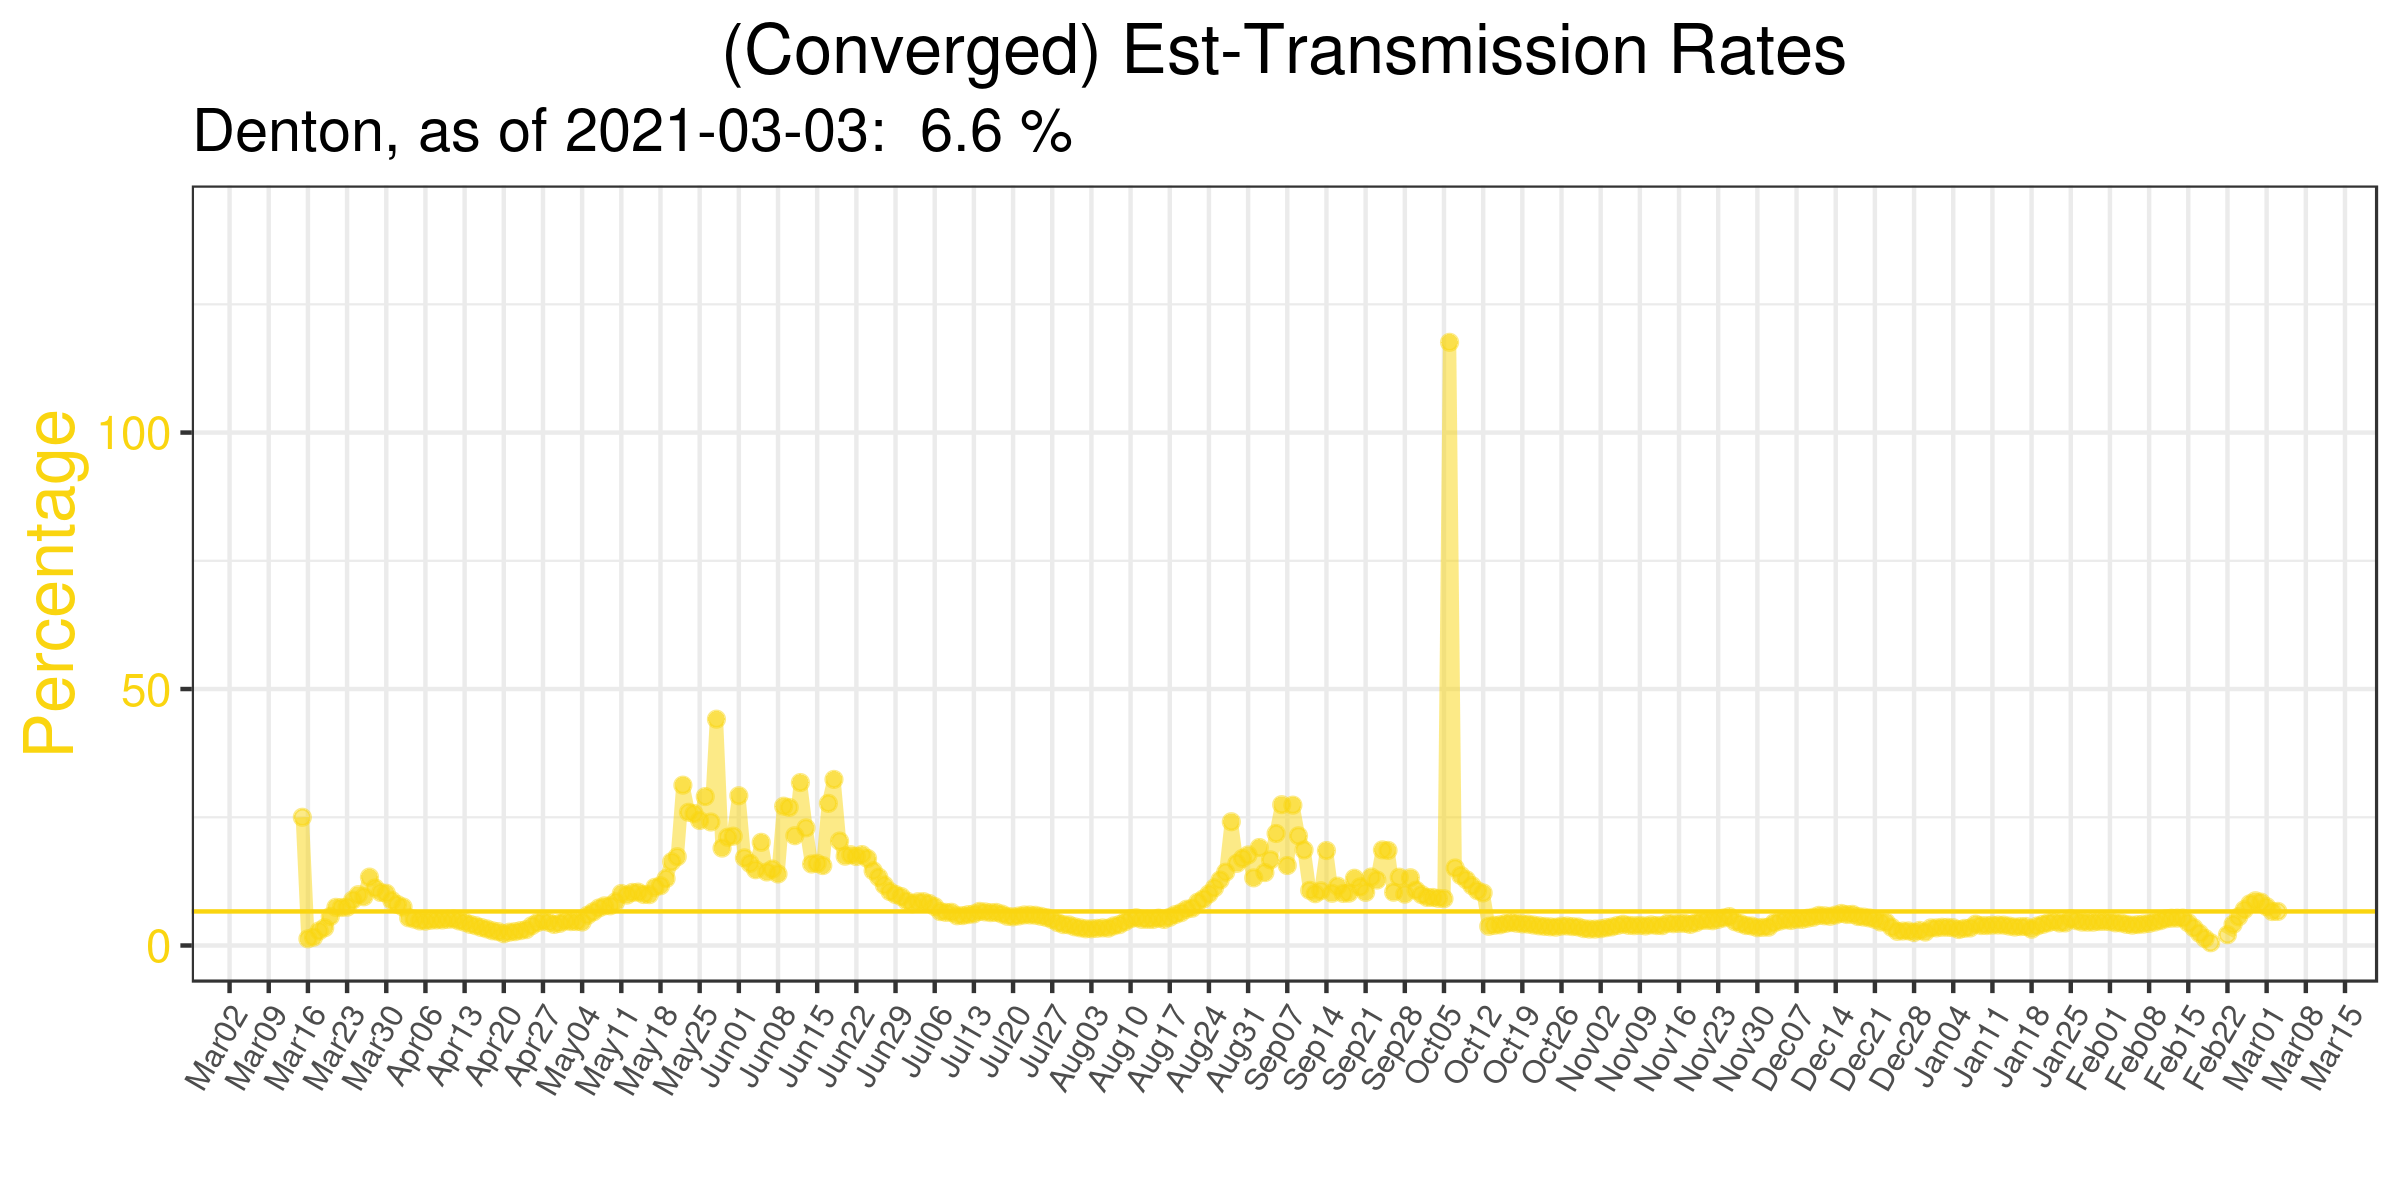 (Converged) Est-Transmission Rates
Denton, as of 2021-03-03:  6.6 %
Percentage
100
50
0
Mar02
Mar09
Mar16
Mar23
Mar30
Apr06
Apr13
Apr20
Apr27
May04
May11
May18
May25
Jun01
Jun08
Jun15
Jun22
Jun29
Jul06
Jul13
Jul20
Jul27
Aug03
Aug10
Aug17
Aug24
Aug31
Sep07
Sep14
Sep21
Sep28
Oct05
Oct12
Oct19
Oct26
Nov02
Nov09
Nov16
Nov23
Nov30
Dec07
Dec14
Dec21
Dec28
Jan04
Jan11
Jan18
Jan25
Feb01
Feb08
Feb15
Feb22
Mar01
Mar08
Mar15